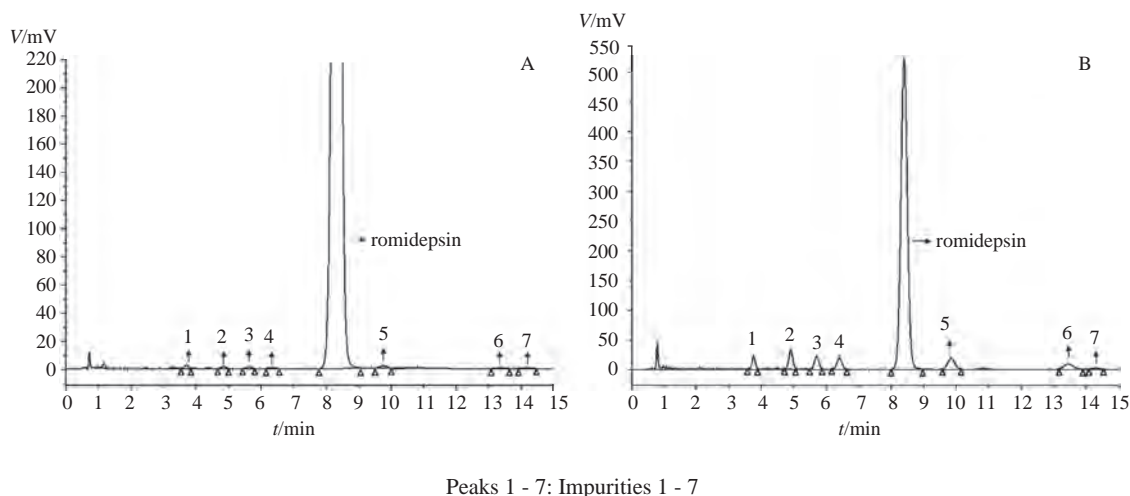 V/mV
A
220
200
180
160
140
120
100
80
60
40
20
0
romidepsin
1 2 3 4 5 6 7
0 1 2 3 4 5 6 7 8 9 10 11 12 13 14 15
t/min
V/mV
B
550
500
450
400
350
300
250
200
150
100
50
0
romidepsin
1 2 3 4 5 6 7
0 1 2 3 4 5 6 7 8 9 10 11 12 13 14 15
t/min
Peaks 1 - 7: Impurities 1 - 7